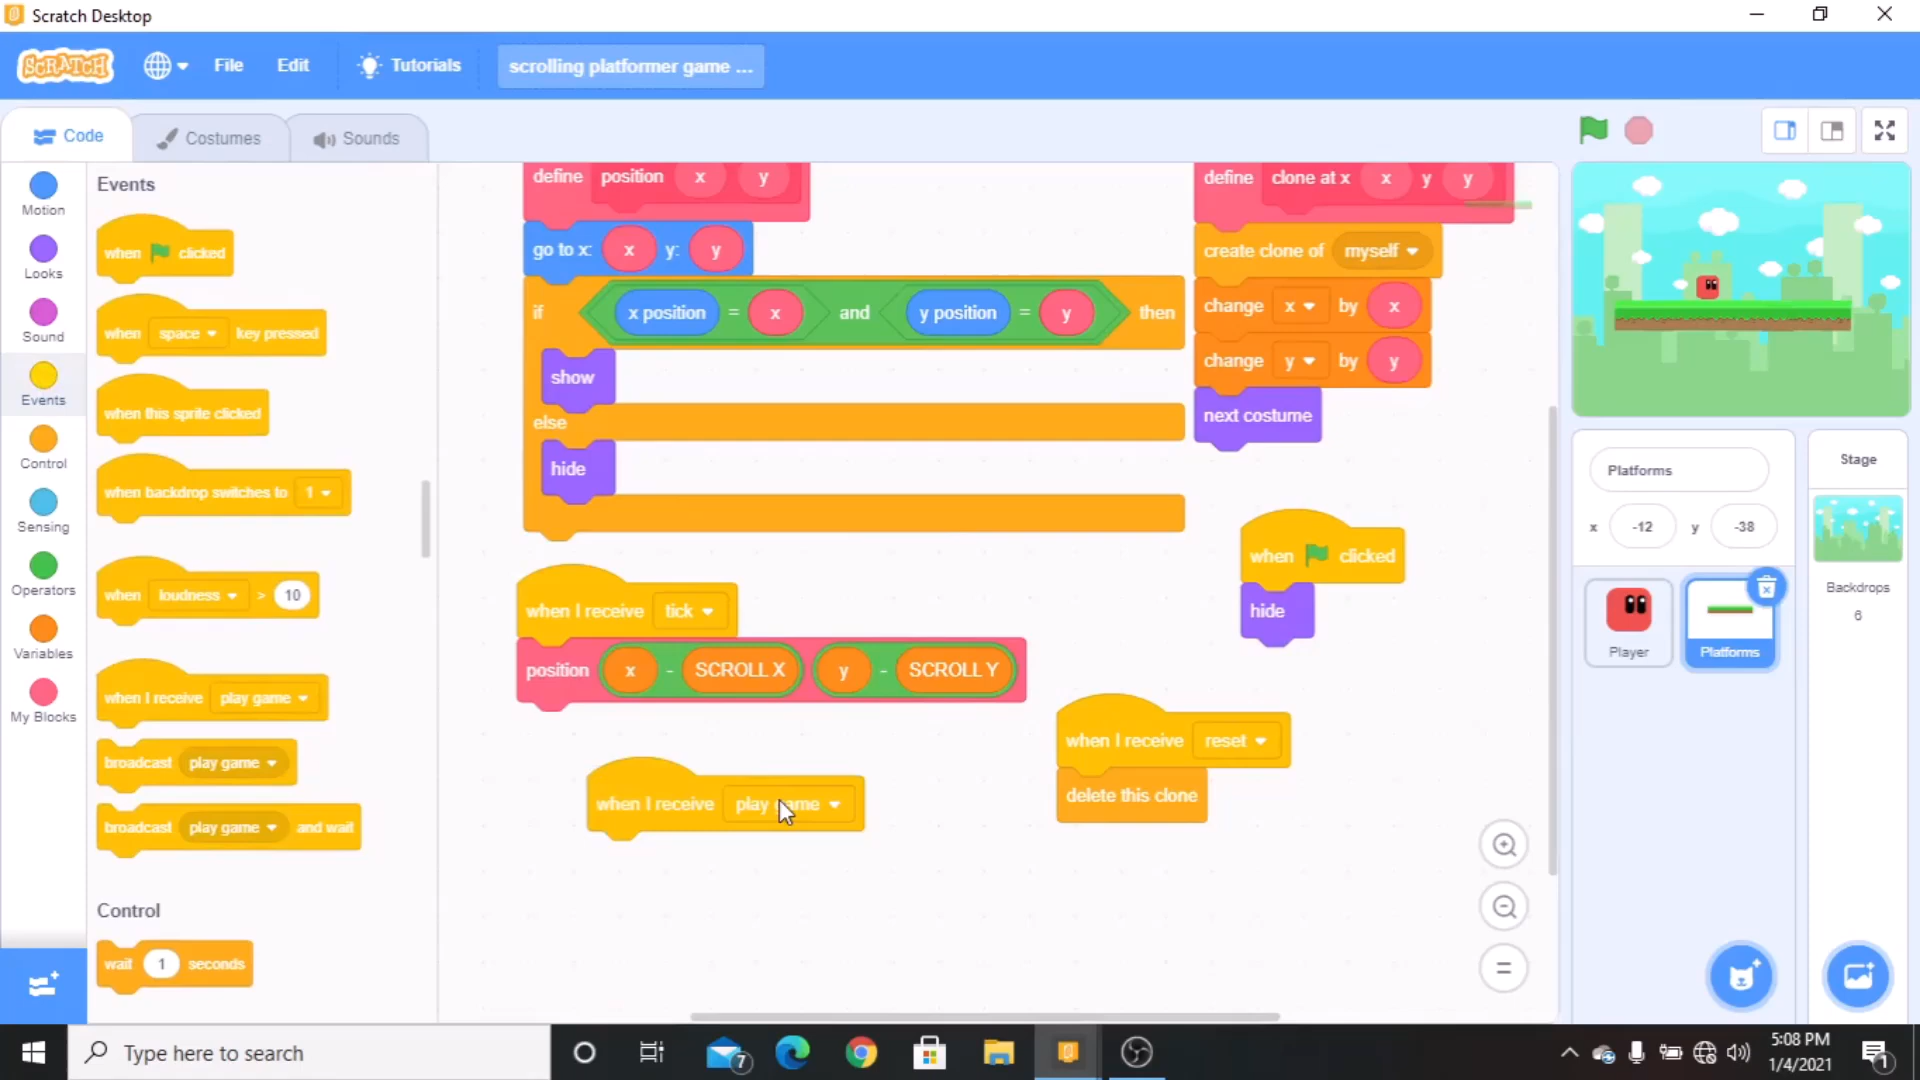 Scratch Desktop
SCRATCH File Edit Tutorials scrolling platformer game ...
Code Costumes Sounds
Motion
Looks
Sound
Events
Control
Sensing
Operators
Variables
My Blocks
Events
when clicked
when space key pressed
when this sprite clicked
when backdrop switches to 1
when loudness > 10
when I receive play game
broadcast play game
broadcast play game and wait
Control
wait 1 seconds
define position x y
go to x: x y: y
if x position = x and y position = y then
show
else
hide
when I receive tick
position x - SCROLL X y - SCROLL Y
when I receive play game
define clone at x x y y
create clone of myself
change x by x
change y by y
next costume
when clicked
hide
when I receive reset
delete this clone
Platforms
x -12 y -38
Player
Platforms
Stage
Backdrops
6
Type here to search
7
5:08 PM
1/4/2021
1